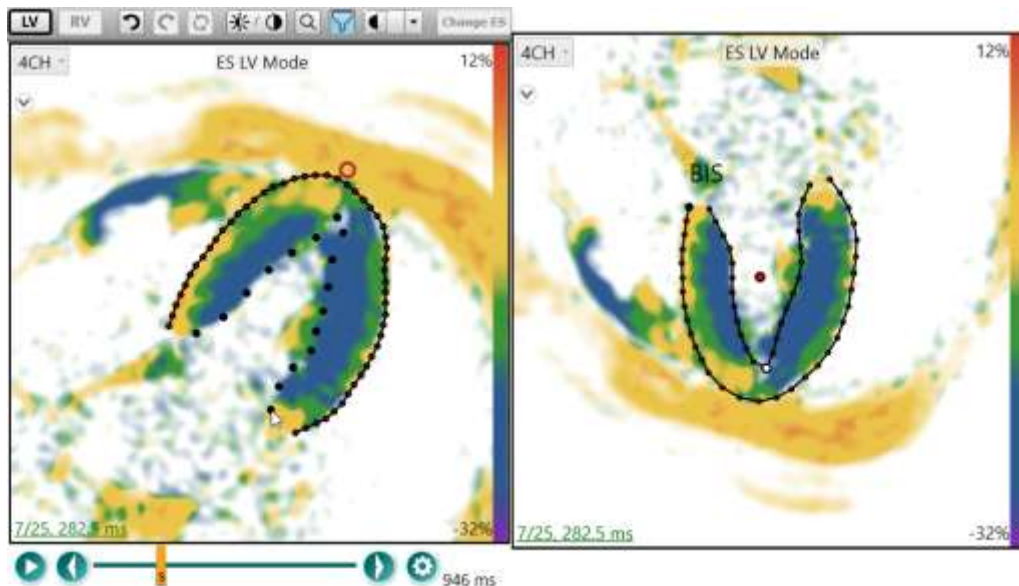 LV RV Change ES
4CH ES LV Mode 12%
7/25, 282.5 ms -32%
s 946 ms
4CH ES LV Mode 12%
BIS
7/25, 282.5 ms -32%